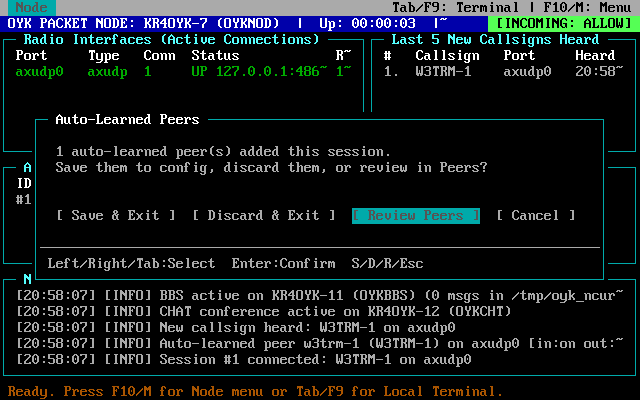 Node Tab/F9: Terminal | F10/M: Menu
OYK PACKET NODE: KR4OYK-7 (OYKNOD) | Up: 00:00:03 |~ [INCOMING: ALLOW]
Radio Interfaces (Active Connections) Last 5 New Callsigns Heard
Port Type Conn Status R~ # Callsign Port Heard
axudp0 axudp 1 UP 127.0.0.1:486~ 1~ 1. W3TRM-1 axudp0 20:58~
Auto-Learned Peers
1 auto-learned peer(s) added this session.
A Save them to config, discard them, or review in Peers?
ID
#1
[ Save & Exit ] [ Discard & Exit ] [ Review Peers ] [ Cancel ]
Left/Right/Tab:Select Enter:Confirm S/D/R/Esc
N
[20:58:07] [INFO] BBS active on KR4OYK-11 (OYKBBS) (0 msgs in /tmp/oyk_ncur~
[20:58:07] [INFO] CHAT conference active on KR4OYK-12 (OYKCHT)
[20:58:07] [INFO] New callsign heard: W3TRM-1 on axudp0
[20:58:07] [INFO] Auto-learned peer w3trm-1 (W3TRM-1) on axudp0 [in:on out:~
[20:58:07] [INFO] Session #1 connected: W3TRM-1 on axudp0
Ready. Press F10/M for Node menu or Tab/F9 for Local Terminal.